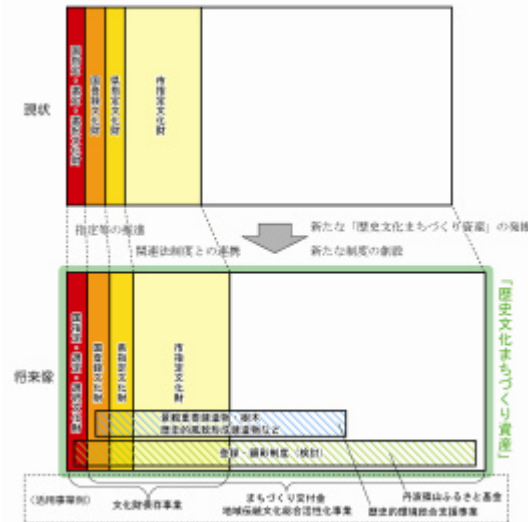 国指定・選定・選択文化財
国登録文化財
県指定文化財
市指定文化財
現状
指定等の推進
関連法制度との連携
新たな「歴史文化まちづくり資産」の発掘
新たな制度の創設
国指定・選定・選択文化財
国登録文化財
県指定文化財
市指定文化財
将来像
「歴史文化まちづくり資産」
景観重要建造物・樹木
歴史的風致形成建造物など
登録・顕彰制度（検討）
（活用事業例）
文化財保存事業
まちづくり交付金
地域伝統文化総合活性化事業
丹波篠山ふるさと基金
歴史的環境総合支援事業